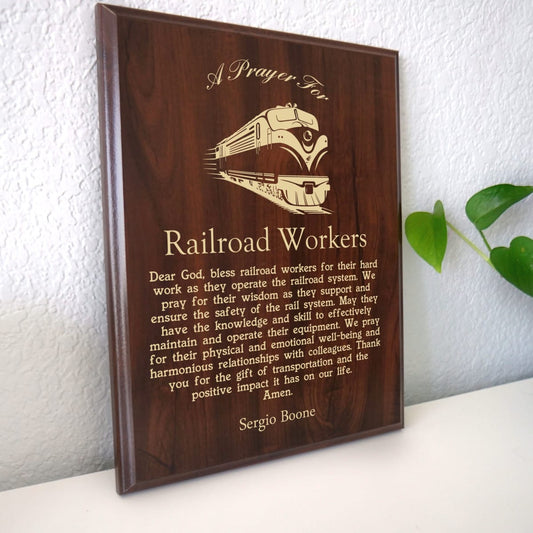 A Prayer For
Railroad Workers
Dear God, bless railroad workers for their hard
work as they operate the railroad system. We
pray for their wisdom as they support and
ensure the safety of the rail system. May they
have the knowledge and skill to effectively
maintain and operate their equipment. We pray
for their physical and emotional well-being and
harmonious relationships with colleagues. Thank
you for the gift of transportation and the
positive impact it has on our life.
Amen.
Sergio Boone